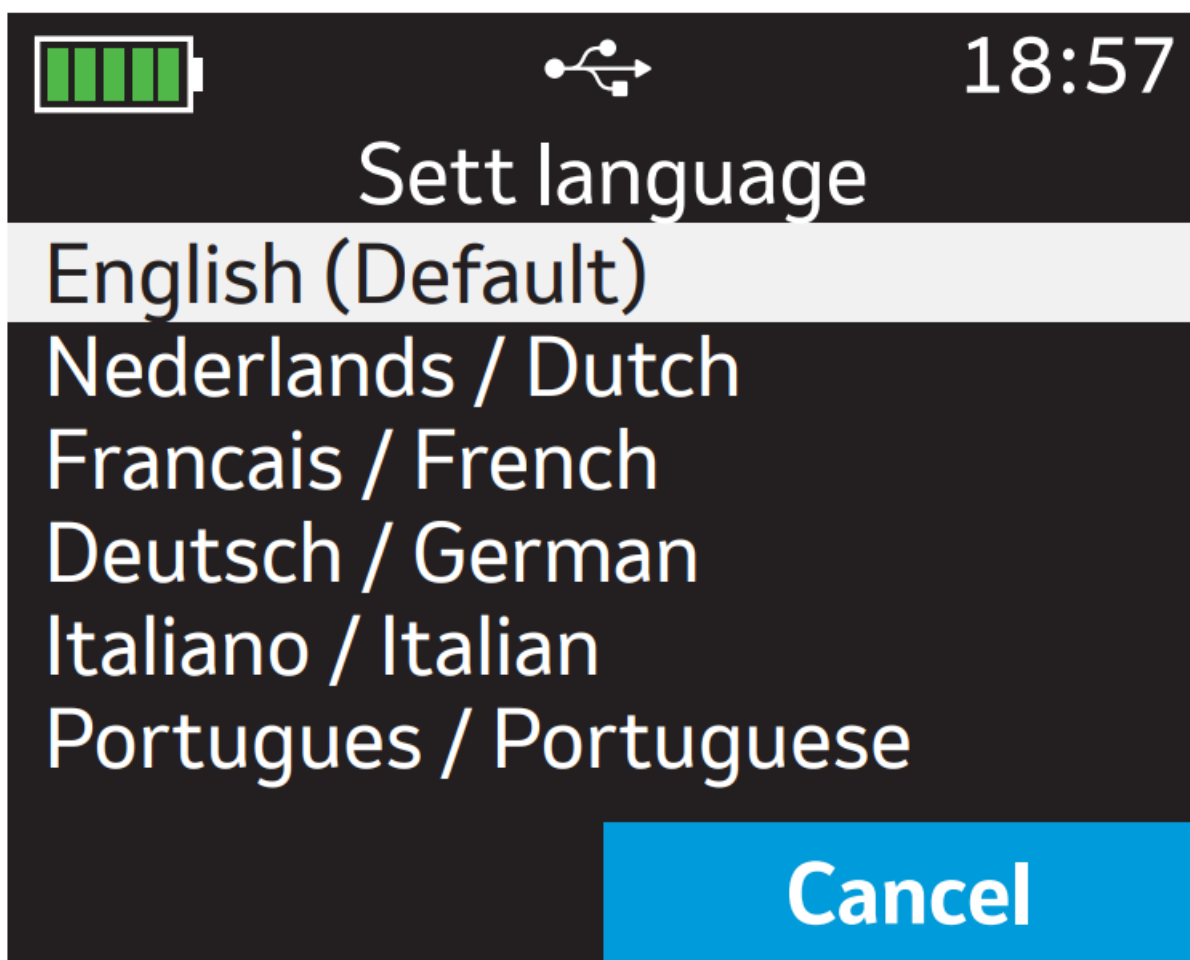 18:57
Sett language
English (Default)
Nederlands / Dutch
Francais / French
Deutsch / German
Italiano / Italian
Portugues / Portuguese
Cancel